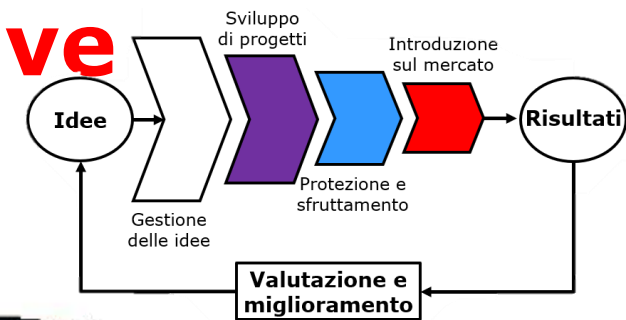 ve
Sviluppo
di progetti
Introduzione
sul mercato
Idee
Risultati
Protezione e
sfruttamento
Gestione
delle idee
Valutazione e
miglioramento